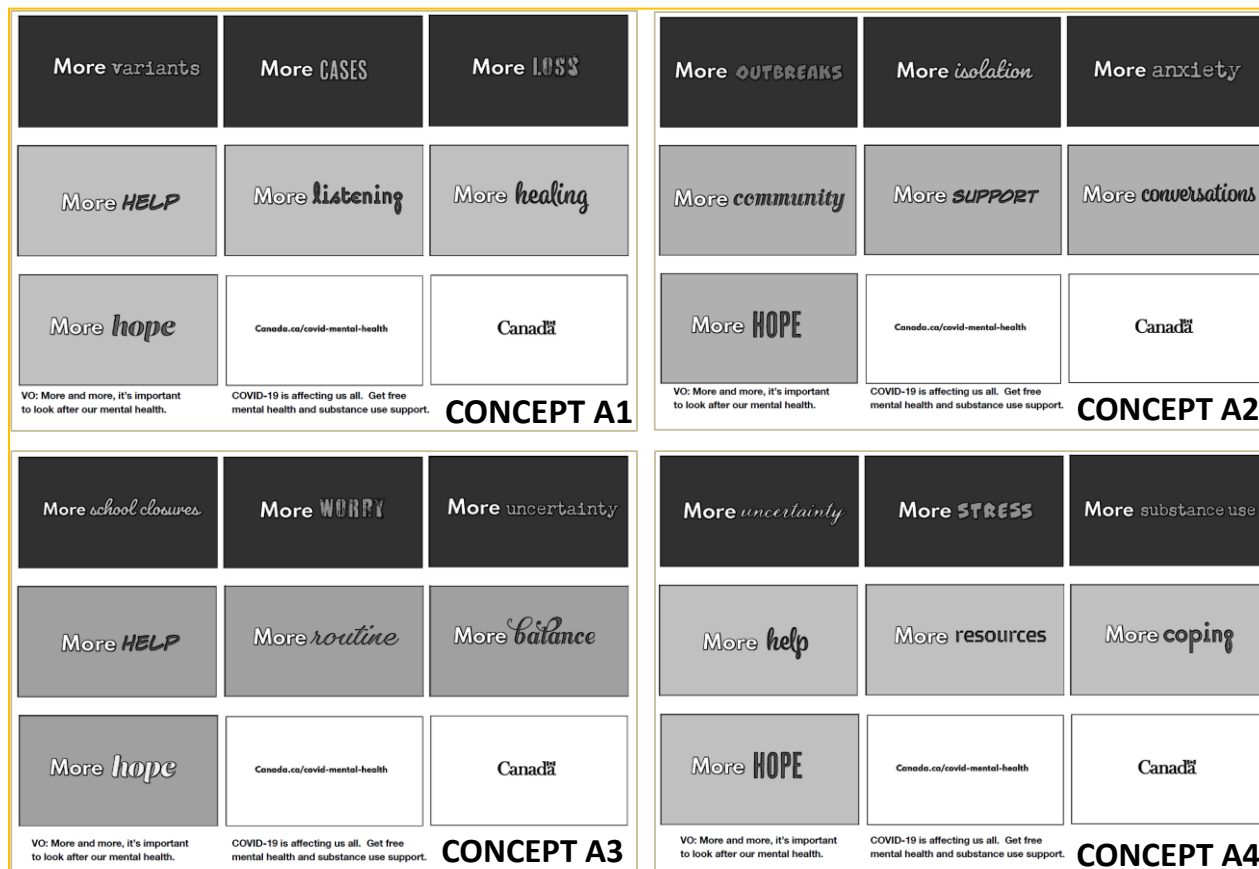 More variants
More CASES
More LOSS
More HELP
More listening
More healing
More hope
Canada.ca/covid-mental-health
Canada
VO: More and more, it's important
to look after our mental health.
COVID-19 is affecting us all. Get free
mental health and substance use support.
CONCEPT A1
More OUTBREAKS
More isolation
More anxiety
More community
More SUPPORT
More conversations
More HOPE
Canada.ca/covid-mental-health
Canada
VO: More and more, it's important
to look after our mental health.
COVID-19 is affecting us all. Get free
mental health and substance use support.
CONCEPT A2
More school closures
More WORRY
More uncertainty
More HELP
More routine
More balance
More hope
Canada.ca/covid-mental-health
Canada
VO: More and more, it's important
to look after our mental health.
COVID-19 is affecting us all. Get free
mental health and substance use support.
CONCEPT A3
More uncertainty
More STRESS
More substance use
More help
More resources
More coping
More HOPE
Canada.ca/covid-mental-health
Canada
VO: More and more, it's important
to look after our mental health.
COVID-19 is affecting us all. Get free
mental health and substance use support.
CONCEPT A4